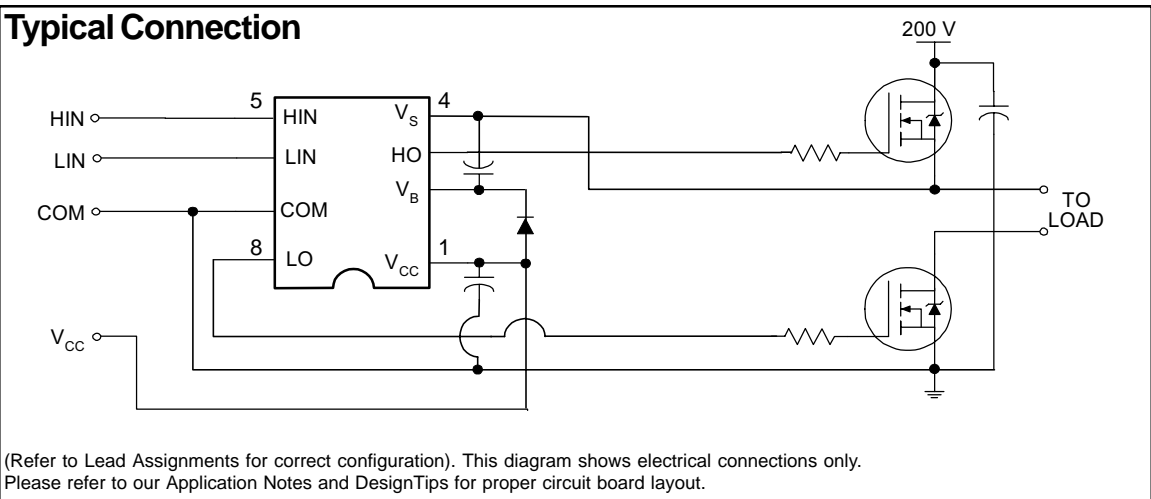 Typical Connection
200 V
HIN
5
HIN
V_S
4
LIN
LIN
HO
COM
COM
V_B
TO
LOAD
8
LO
V_CC
1
V_CC
(Refer to Lead Assignments for correct configuration). This diagram shows electrical connections only.
Please refer to our Application Notes and DesignTips for proper circuit board layout.